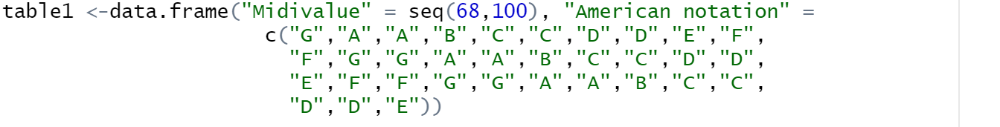 table1 <-data.frame("Midivalue" = seq(68,100), "American notation" =
c("G","A","A","B","C","C","D","D","E","F",
"F","G","G","A","A","B","C","C","D","D",
"E","F","F","G","G","A","A","B","C","C",
"D","D","E"))